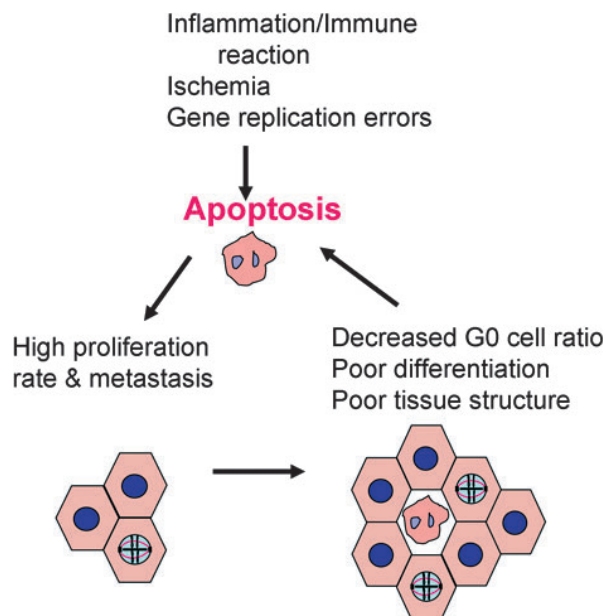 Inflammation/Immune
reaction
Ischemia
Gene replication errors
Apoptosis
High proliferation
rate & metastasis
Decreased G0 cell ratio
Poor differentiation
Poor tissue structure